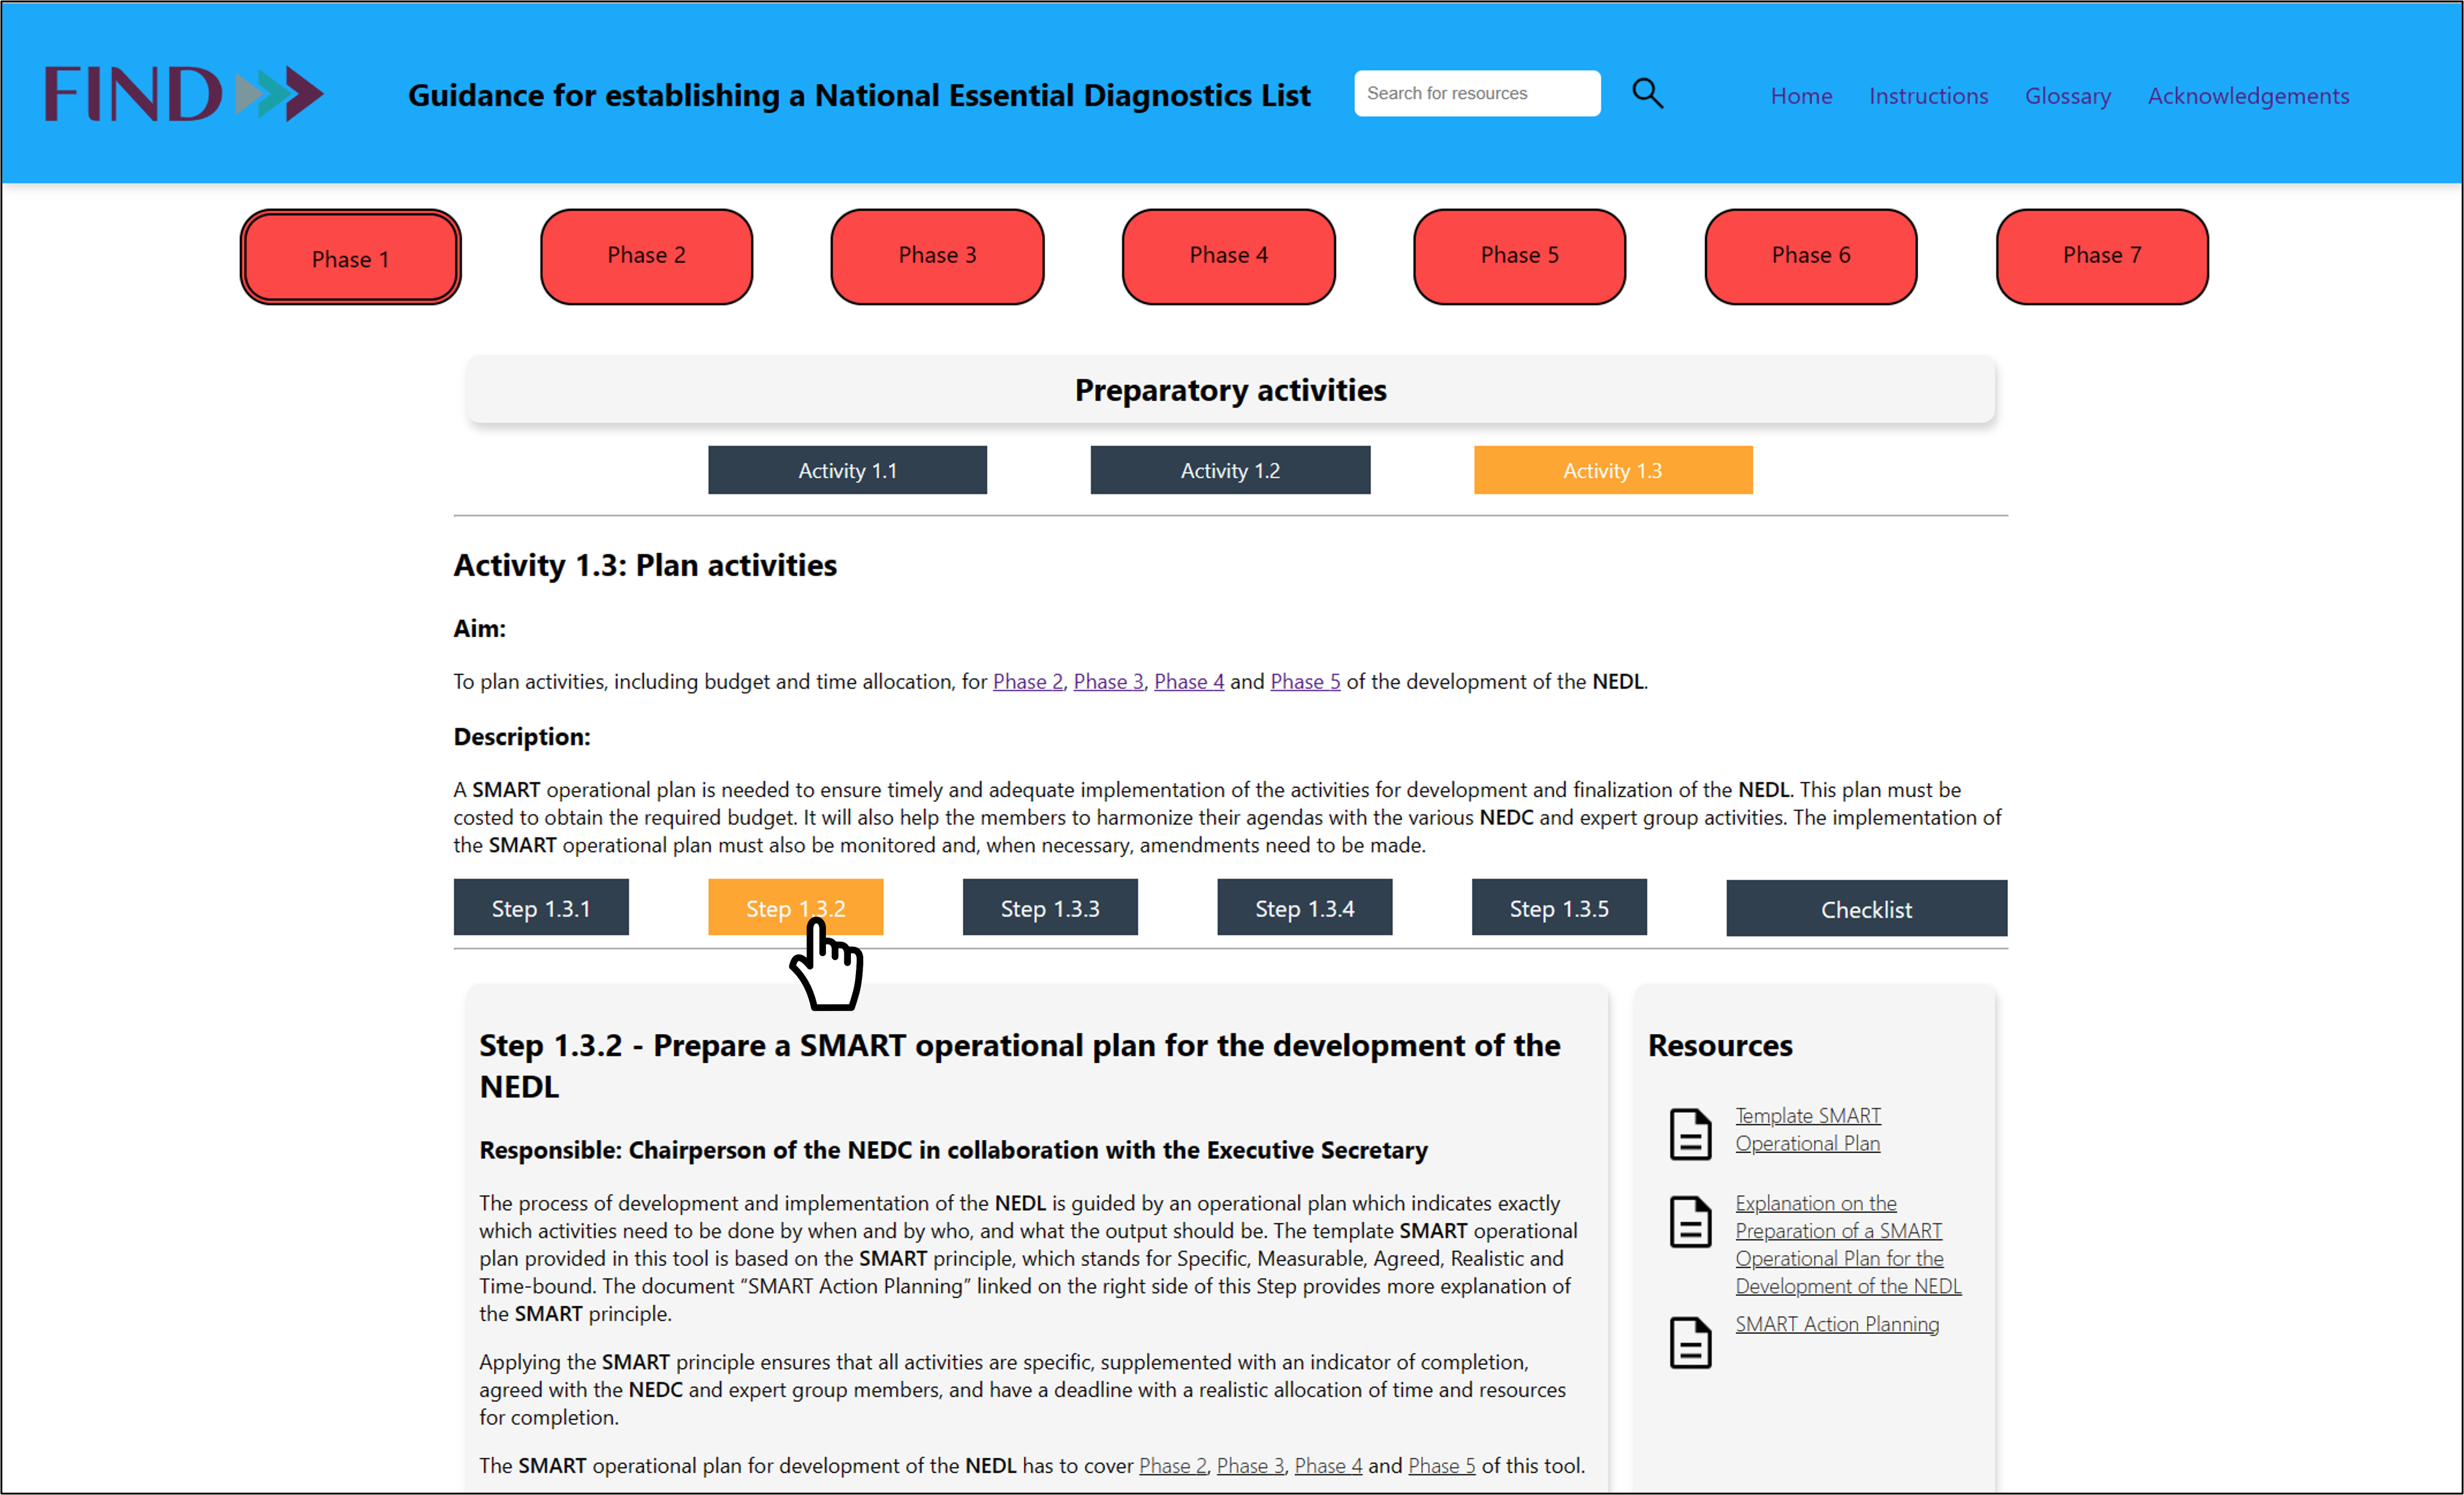 FIND
Guidance for establishing a National Essential Diagnostics List
Search for resources
Home Instructions Glossary Acknowledgements
Phase 1 Phase 2 Phase 3 Phase 4 Phase 5 Phase 6 Phase 7
Preparatory activities
Activity 1.1 Activity 1.2 Activity 1.3
Activity 1.3: Plan activities
Aim:
To plan activities, including budget and time allocation, for Phase 2, Phase 3, Phase 4 and Phase 5 of the development of the NEDL.
Description:
A SMART operational plan is needed to ensure timely and adequate implementation of the activities for development and finalization of the NEDL. This plan must be
costed to obtain the required budget. It will also help the members to harmonize their agendas with the various NEDC and expert group activities. The implementation of
the SMART operational plan must also be monitored and, when necessary, amendments need to be made.
Step 1.3.1 Step 1.3.2 Step 1.3.3 Step 1.3.4 Step 1.3.5 Checklist
Step 1.3.2 - Prepare a SMART operational plan for the development of the
NEDL
Responsible: Chairperson of the NEDC in collaboration with the Executive Secretary
The process of development and implementation of the NEDL is guided by an operational plan which indicates exactly
which activities need to be done by when and by who, and what the output should be. The template SMART operational
plan provided in this tool is based on the SMART principle, which stands for Specific, Measurable, Agreed, Realistic and
Time-bound. The document “SMART Action Planning” linked on the right side of this Step provides more explanation of
the SMART principle.
Applying the SMART principle ensures that all activities are specific, supplemented with an indicator of completion,
agreed with the NEDC and expert group members, and have a deadline with a realistic allocation of time and resources
for completion.
The SMART operational plan for development of the NEDL has to cover Phase 2, Phase 3, Phase 4 and Phase 5 of this tool.
Resources
Template SMART
Operational Plan
Explanation on the
Preparation of a SMART
Operational Plan for the
Development of the NEDL
SMART Action Planning